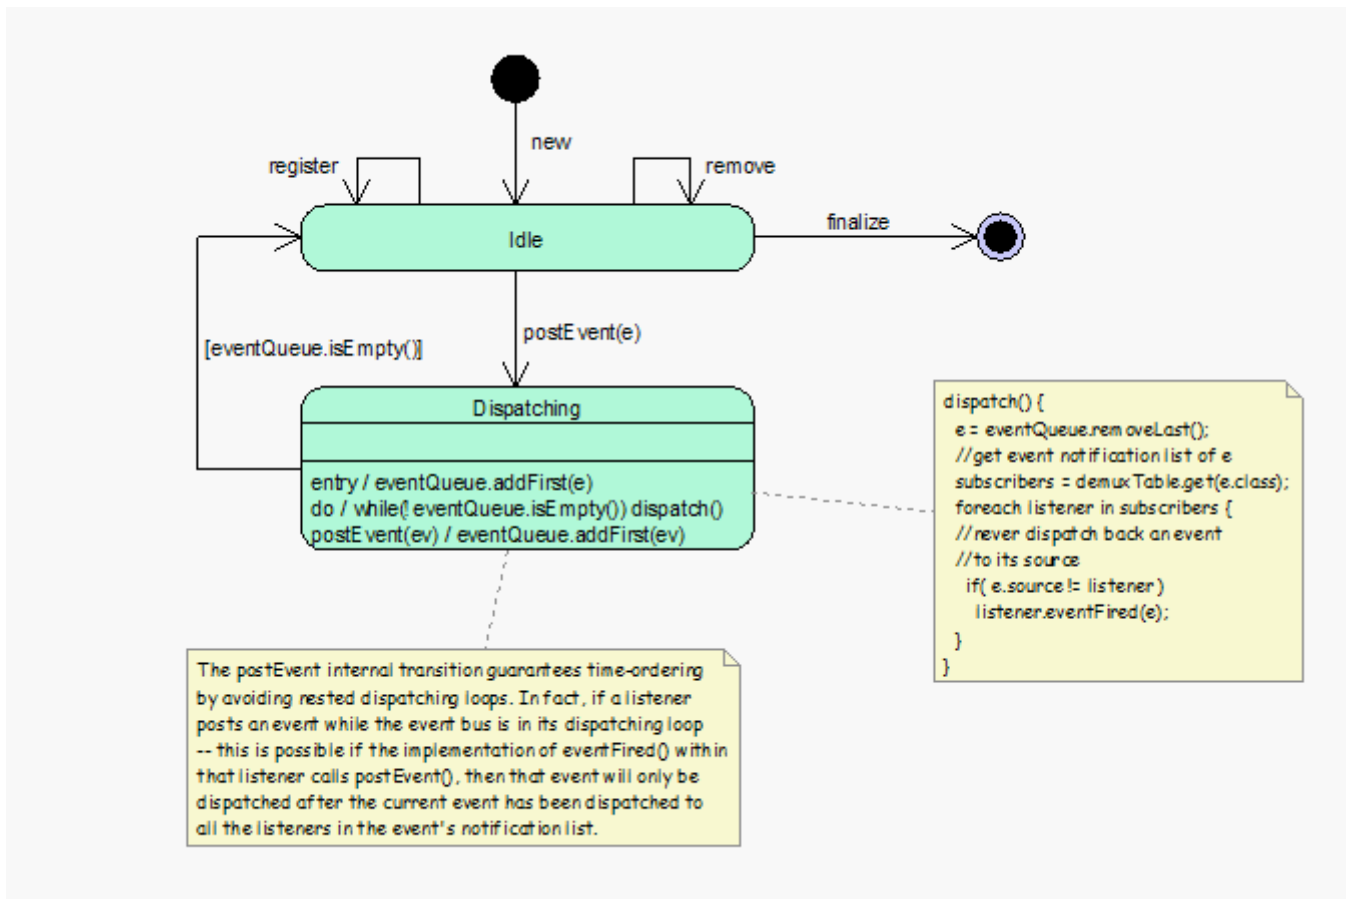 new
register
remove
finalize
Idle
postEvent(e)
[eventQueue.isEmpty()]
Dispatching
entry / eventQueue.addFirst(e)
do / while(! eventQueue.isEmpty()) dispatch()
postEvent(ev) / eventQueue.addFirst(ev)
dispatch() {
e = eventQueue.removeLast();
//get event notification list of e
subscribers = demuxTable.get(e.class);
foreach listener in subscribers {
//never dispatch back an event
//to its source
if( e.source != listener )
listener.eventFired(e);
}
}
The postEvent internal transition guarantees time-ordering
by avoiding nested dispatching loops. In fact, if a listener
posts an event while the event bus is in its dispatching loop
-- this is possible if the implementation of eventFired() within
that listener calls postEvent(), then that event will only be
dispatched after the current event has been dispatched to
all the listeners in the event's notification list.